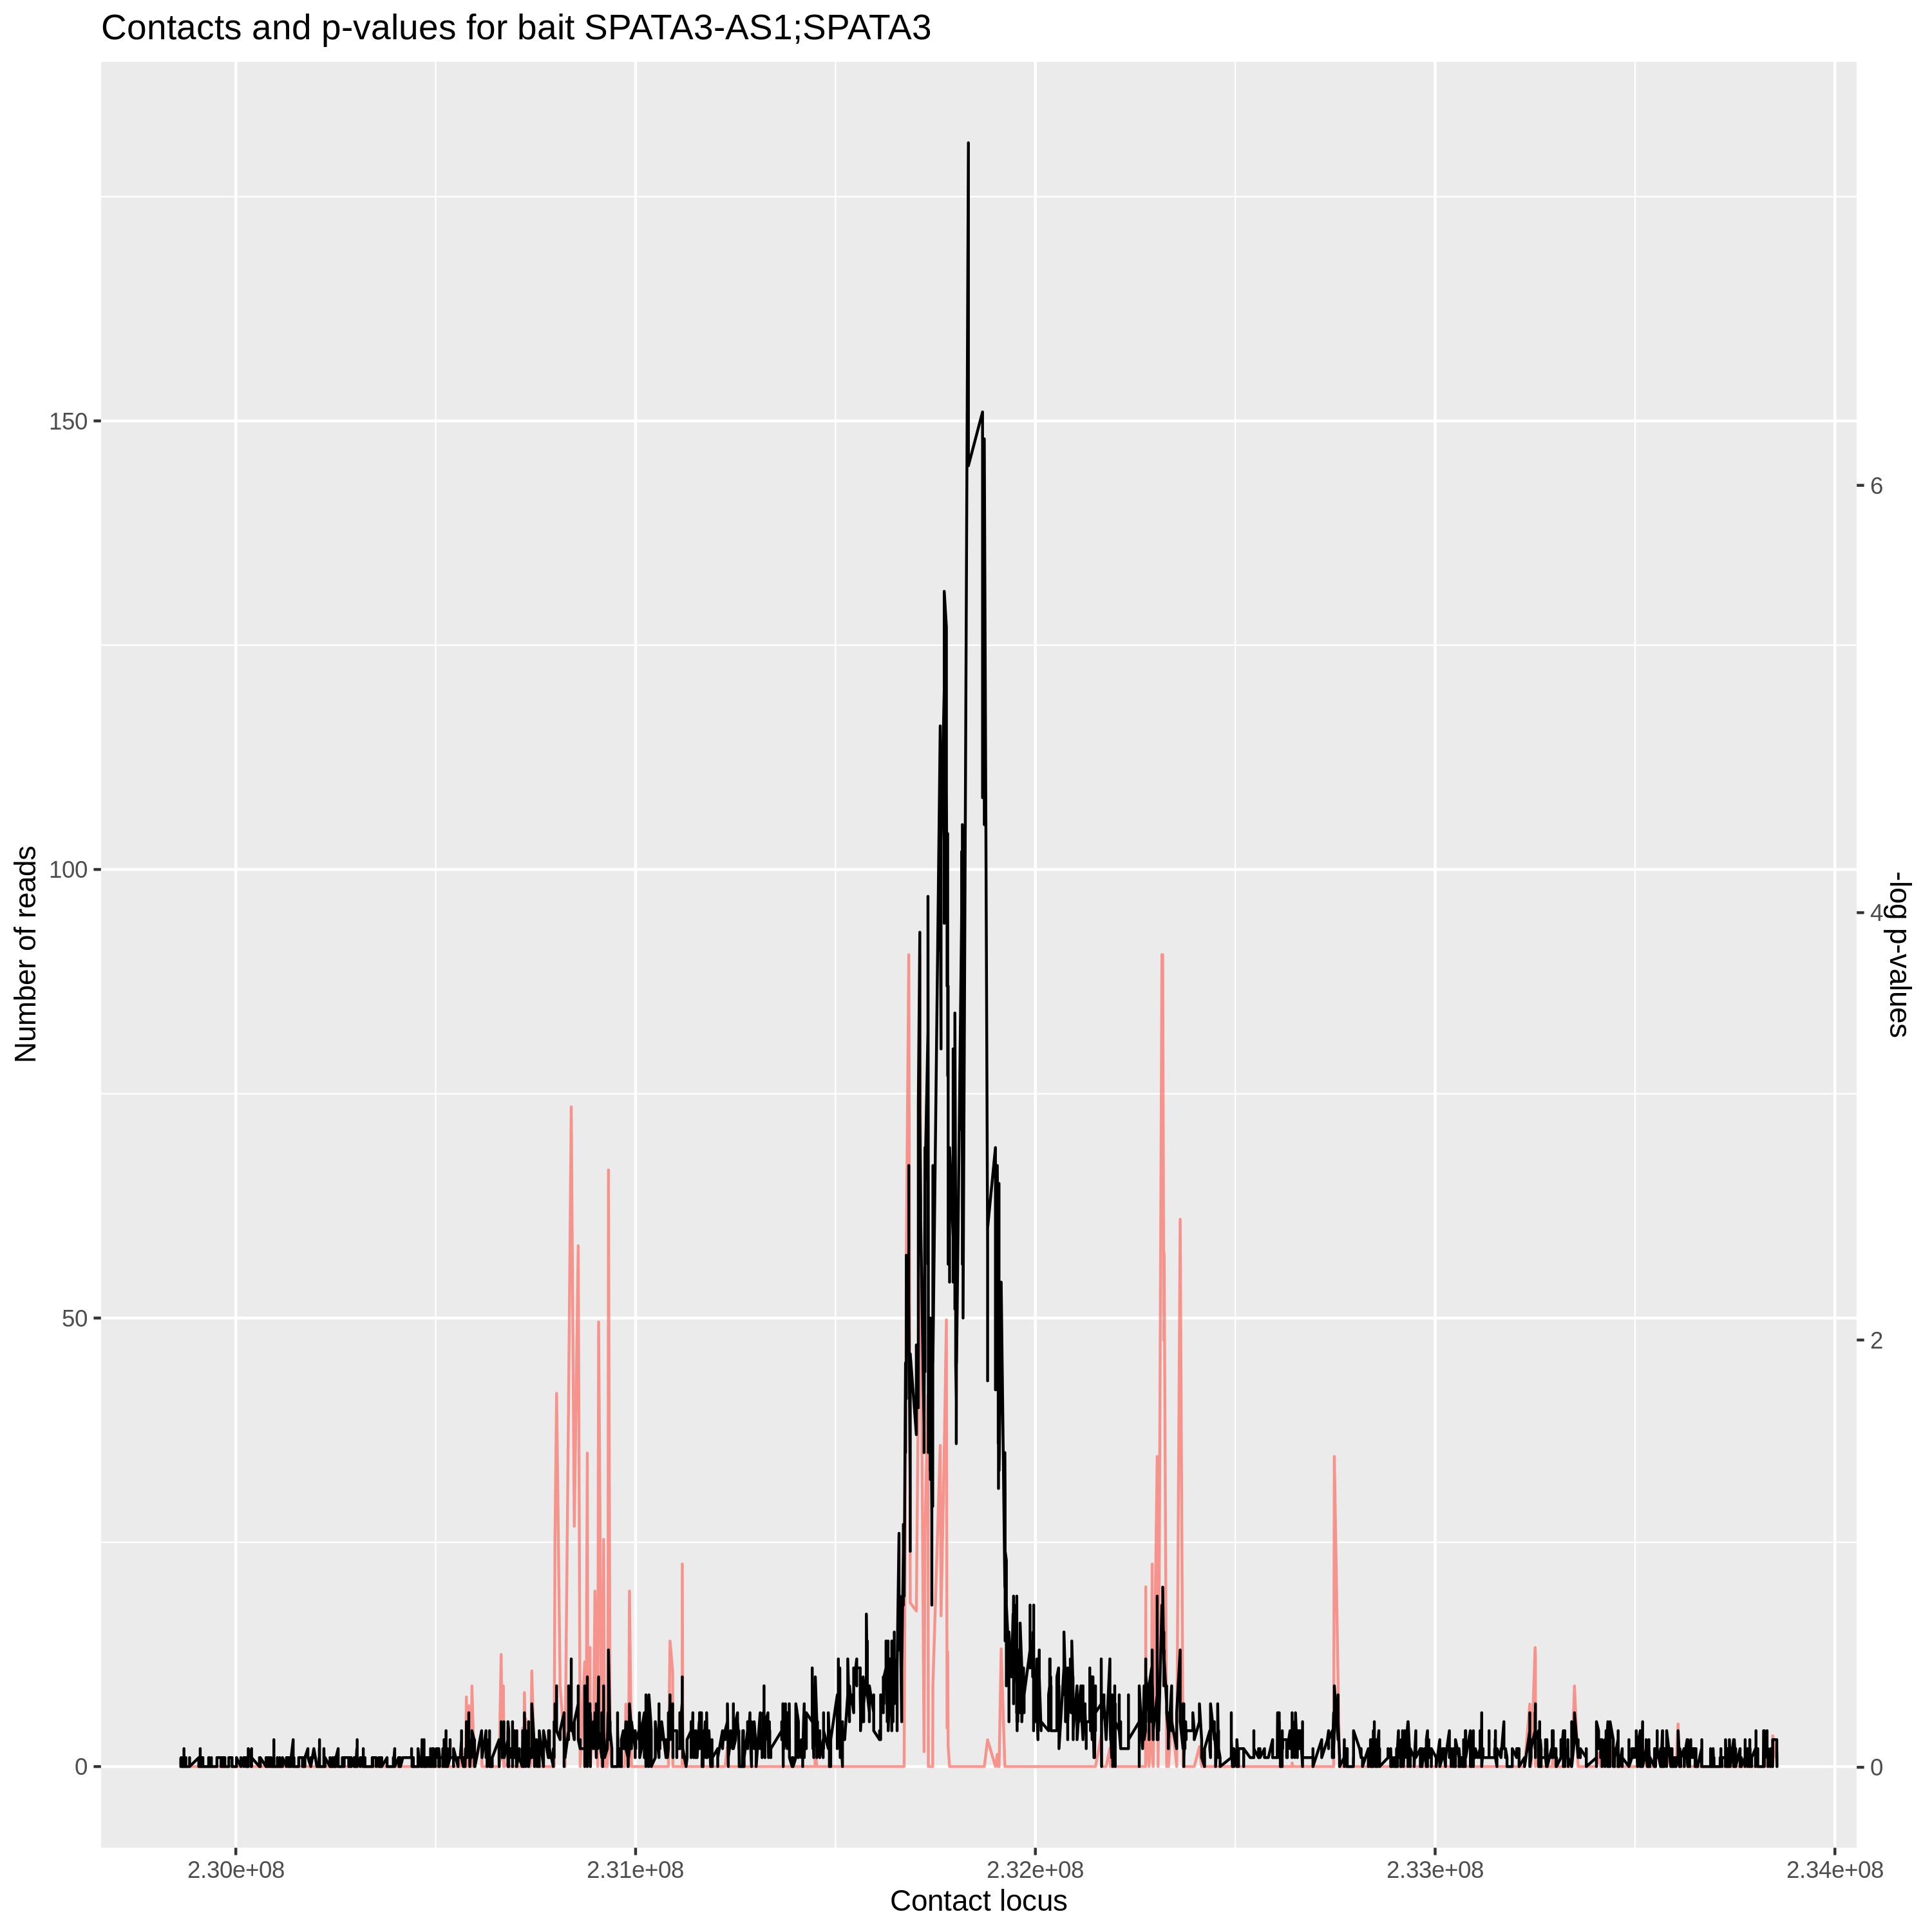 Contacts and p-values for bait SPATA3-AS1;SPATA3
Number of reads
150
100
50
0
6
4
2
0
-log p-values
2.30e+08
2.31e+08
2.32e+08
2.33e+08
2.34e+08
Contact locus